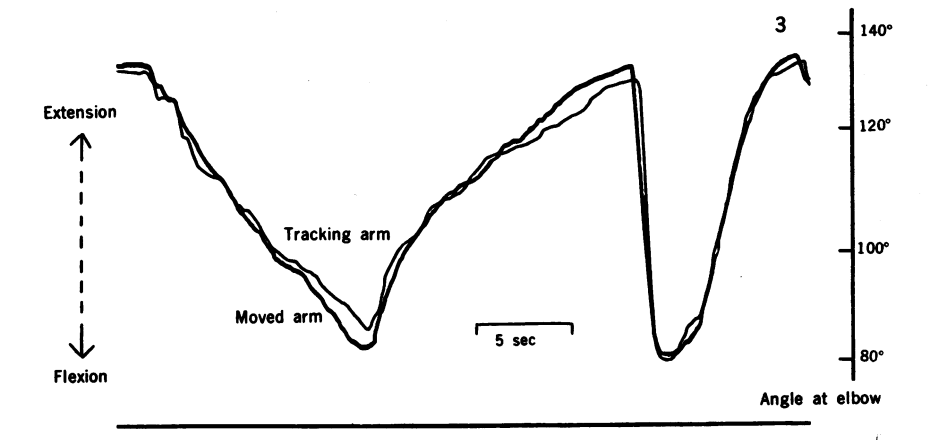 3
140°
Extension
120°
Tracking arm
100°
Moved arm
5 sec
80°
Flexion
Angle at elbow